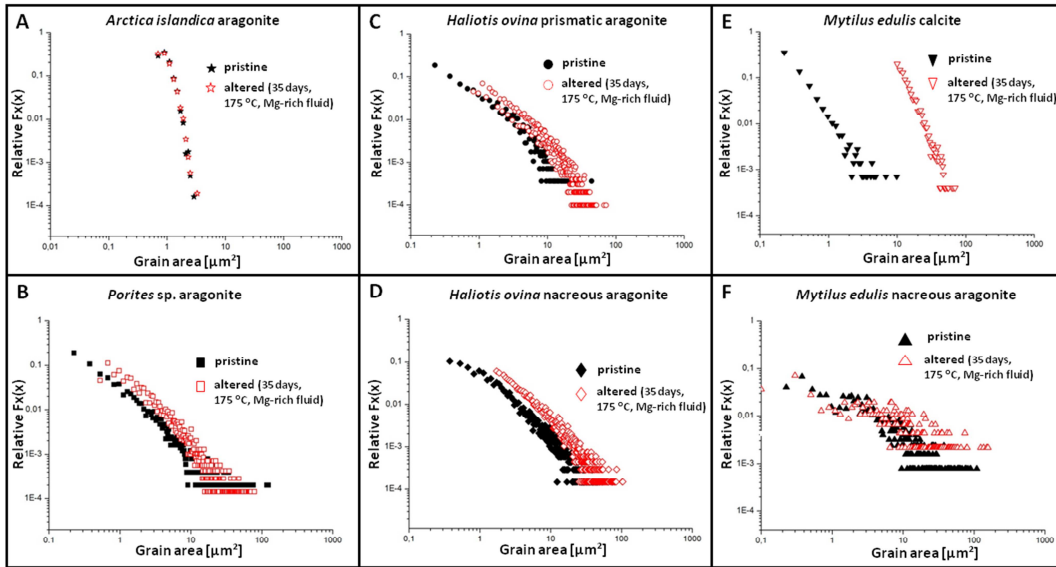 A
Arctica islandica aragonite
Relative Fx(x)
1
0,1
0,01
1E-3
1E-4
pristine
altered (35 days,
175 °C, Mg-rich fluid)
0,01 0,1 1 10 100 1000
Grain area [μm²]
C
Haliotis ovina prismatic aragonite
Relative Fx(x)
1
0,1
0,01
1E-3
1E-4
pristine
altered (35 days,
175 °C, Mg-rich fluid)
0,1 1 10 100 1000
Grain area [μm²]
E
Mytilus edulis calcite
Relative Fx(x)
1
0,1
0,01
1E-3
1E-4
pristine
altered (35 days,
175 °C, Mg-rich fluid)
0,1 1 10 100 1000
Grain area [μm²]
B
Porites sp. aragonite
Relative Fx(x)
1
0,1
0,01
1E-3
1E-4
pristine
altered (35 days,
175 °C, Mg-rich fluid)
0,1 1 10 100 1000
Grain area [μm²]
D
Haliotis ovina nacreous aragonite
Relative Fx(x)
1
0,1
0,01
1E-3
1E-4
pristine
altered (35 days,
175 °C, Mg-rich fluid)
0,1 1 10 100 1000
Grain area [μm²]
F
Mytilus edulis nacreous aragonite
Relative Fx(x)
1
0,1
0,01
1E-3
1E-4
pristine
altered (35 days,
175 °C, Mg-rich fluid)
0,1 1 10 100 1000
Grain area [μm²]